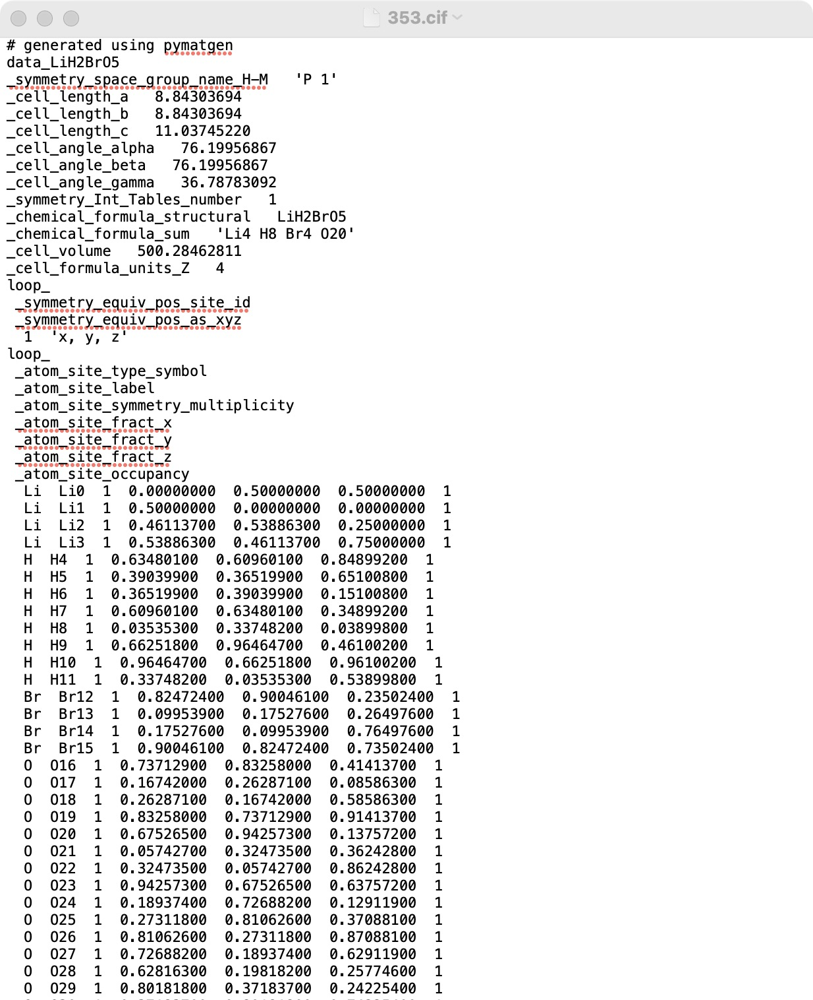 353.cif
# generated using pymatgen
data_LiH2BrO5
_symmetry_space_group_name_H-M   'P 1'
_cell_length_a   8.84303694
_cell_length_b   8.84303694
_cell_length_c   11.03745220
_cell_angle_alpha   76.19956867
_cell_angle_beta   76.19956867
_cell_angle_gamma   36.78783092
_symmetry_Int_Tables_number   1
_chemical_formula_structural   LiH2BrO5
_chemical_formula_sum   'Li4 H8 Br4 O20'
_cell_volume   500.28462811
_cell_formula_units_Z   4
loop_
 _symmetry_equiv_pos_site_id
 _symmetry_equiv_pos_as_xyz
  1  'x, y, z'
loop_
 _atom_site_type_symbol
 _atom_site_label
 _atom_site_symmetry_multiplicity
 _atom_site_fract_x
 _atom_site_fract_y
 _atom_site_fract_z
 _atom_site_occupancy
  Li  Li0  1  0.00000000  0.50000000  0.50000000  1
  Li  Li1  1  0.50000000  0.00000000  0.00000000  1
  Li  Li2  1  0.46113700  0.53886300  0.25000000  1
  Li  Li3  1  0.53886300  0.46113700  0.75000000  1
  H  H4  1  0.63480100  0.60960100  0.84899200  1
  H  H5  1  0.39039900  0.36519900  0.65100800  1
  H  H6  1  0.36519900  0.39039900  0.15100800  1
  H  H7  1  0.60960100  0.63480100  0.34899200  1
  H  H8  1  0.03535300  0.33748200  0.03899800  1
  H  H9  1  0.66251800  0.96464700  0.46100200  1
  H  H10  1  0.96464700  0.66251800  0.96100200  1
  H  H11  1  0.33748200  0.03535300  0.53899800  1
  Br  Br12  1  0.82472400  0.90046100  0.23502400  1
  Br  Br13  1  0.09953900  0.17527600  0.26497600  1
  Br  Br14  1  0.17527600  0.09953900  0.76497600  1
  Br  Br15  1  0.90046100  0.82472400  0.73502400  1
  O  O16  1  0.73712900  0.83258000  0.41413700  1
  O  O17  1  0.16742000  0.26287100  0.08586300  1
  O  O18  1  0.26287100  0.16742000  0.58586300  1
  O  O19  1  0.83258000  0.73712900  0.91413700  1
  O  O20  1  0.67526500  0.94257300  0.13757200  1
  O  O21  1  0.05742700  0.32473500  0.36242800  1
  O  O22  1  0.32473500  0.05742700  0.86242800  1
  O  O23  1  0.94257300  0.67526500  0.63757200  1
  O  O24  1  0.18937400  0.72688200  0.12911900  1
  O  O25  1  0.27311800  0.81062600  0.37088100  1
  O  O26  1  0.81062600  0.27311800  0.87088100  1
  O  O27  1  0.72688200  0.18937400  0.62911900  1
  O  O28  1  0.62816300  0.19818200  0.25774600  1
  O  O29  1  0.80181800  0.37183700  0.24225400  1